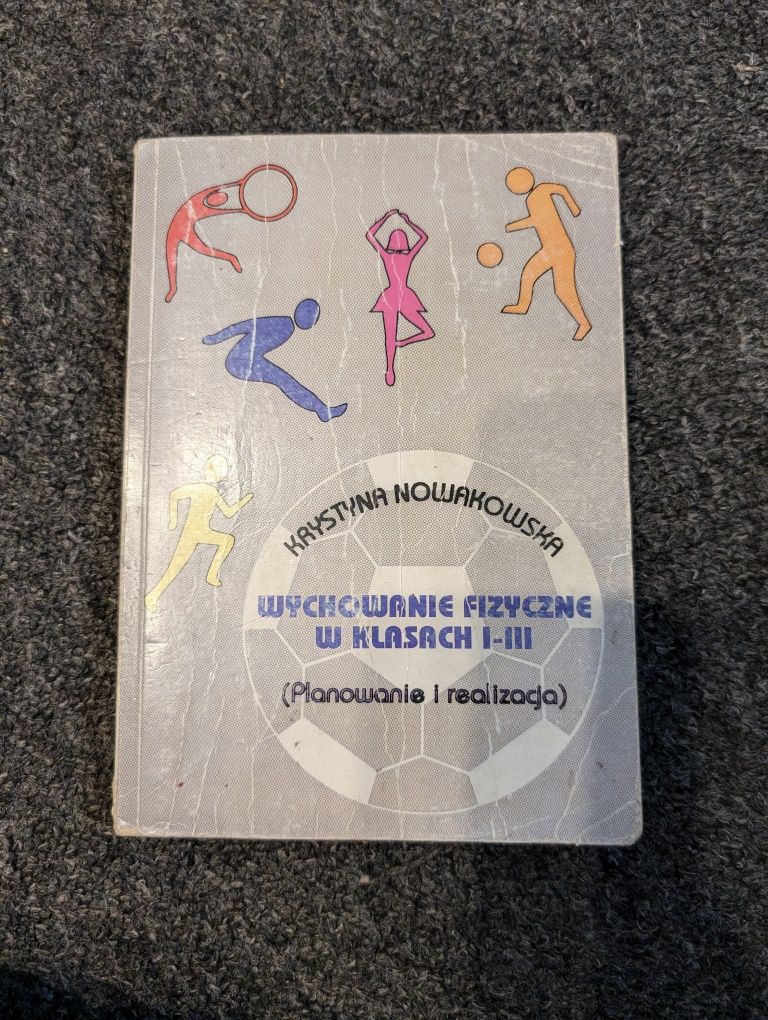 KRYSTYNA NOWAKOWSKA
WYCHOWANIE FIZYCZNE
W KLASACH I-III
(Planowanie i realizacja)